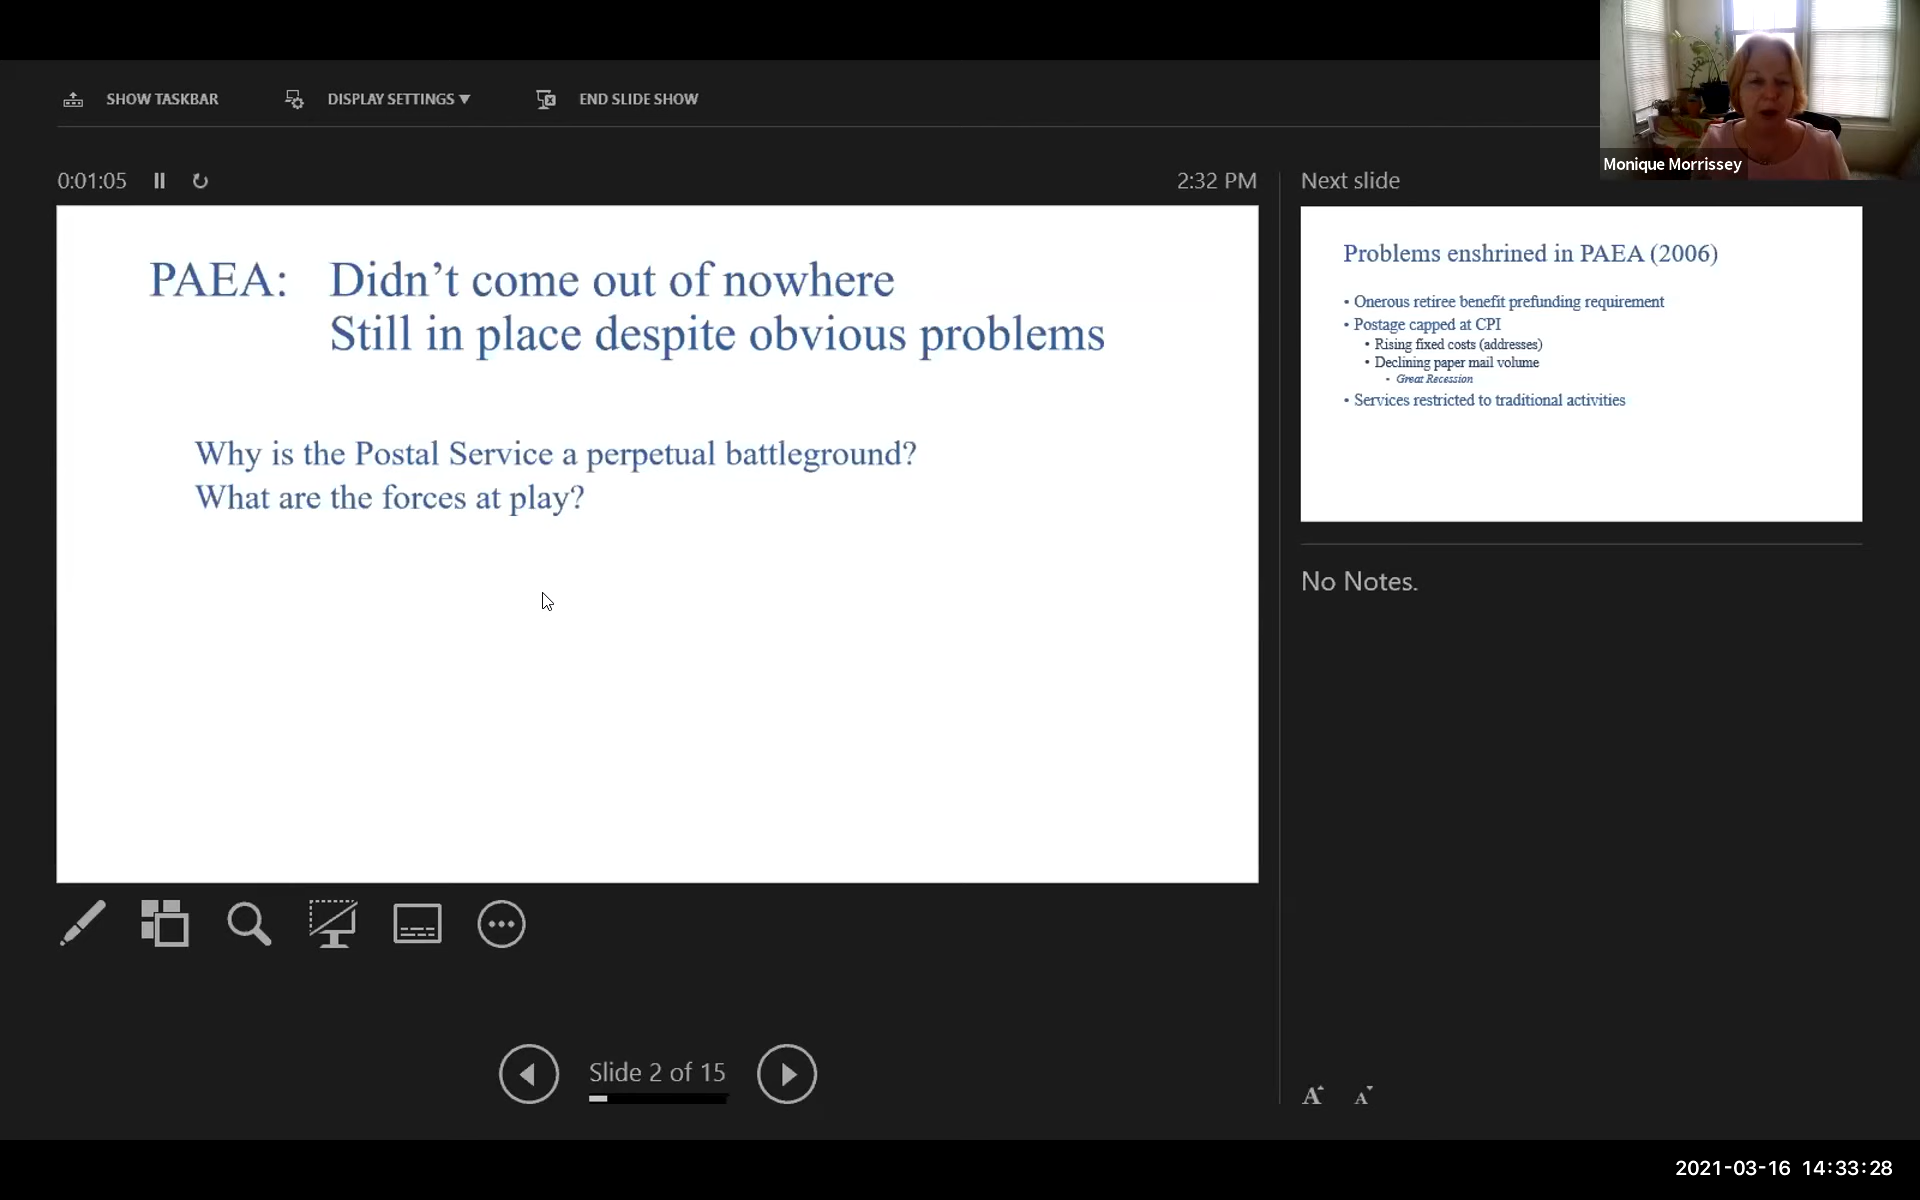 SHOW TASKBAR
DISPLAY SETTINGS ▼
END SLIDE SHOW
Monique Morrissey
0:01:05
2:32 PM
Next slide
PAEA: Didn’t come out of nowhere
Still in place despite obvious problems
Why is the Postal Service a perpetual battleground?
What are the forces at play?
Problems enshrined in PAEA (2006)
• Onerous retiree benefit prefunding requirement
• Postage capped at CPI
• Rising fixed costs (addresses)
• Declining paper mail volume
• Great Recession
• Services restricted to traditional activities
No Notes.
Slide 2 of 15
A A
2021-03-16 14:33:28